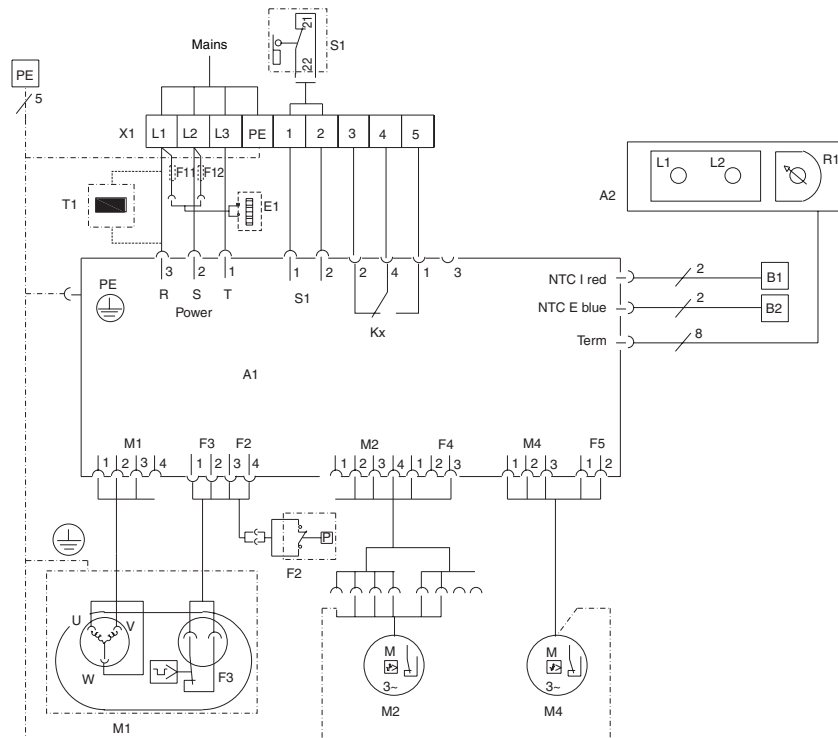 Mains
21
22
S1
PE
5
X1 L1 L2 L3 PE 1 2 3 4 5
F11 F12
T1
E1
L1 L2 R1
A2
PE
3 2 1 1 2 2 4 1 3
R S T S1
Power
Kx
NTC I red 2 B1
NTC E blue 2 B2
Term 8
A1
M1 F3 F2 M2 F4 M4 F5
1 2 3 4 1 2 3 4 1 2 3 4 1 2 3 1 2 3 1 2
P
F2
U V
W
F3
M M
3~ 3~
M1
M2 M4